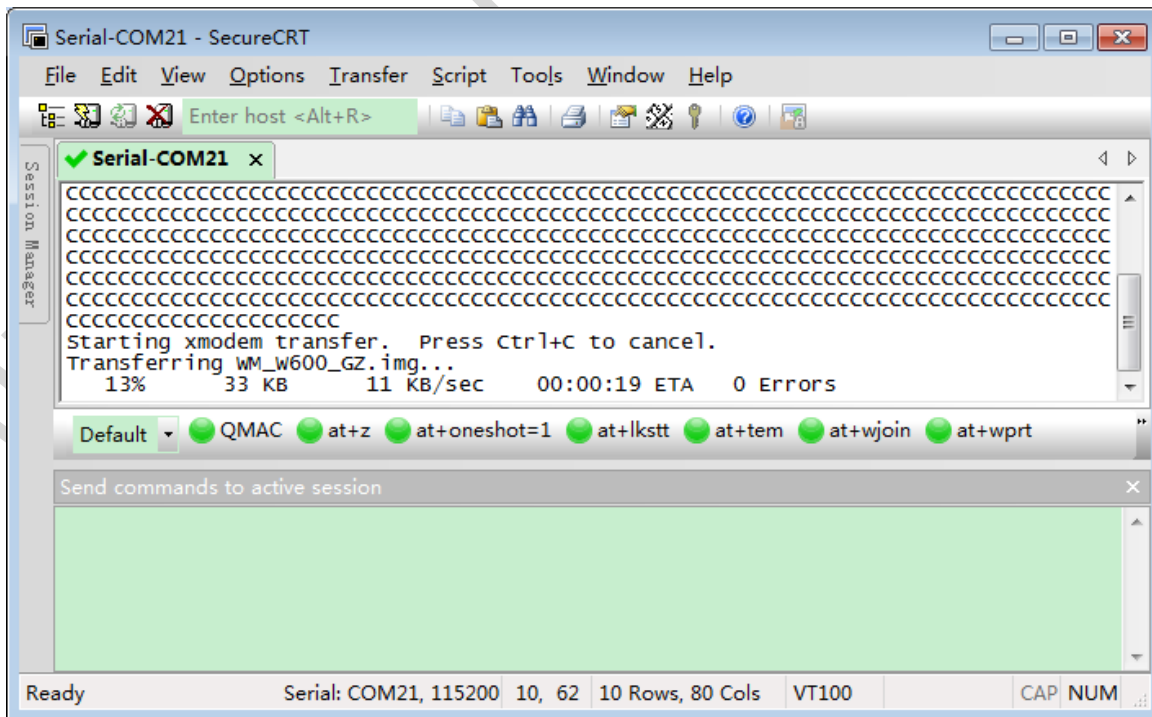 Serial-COM21 - SecureCRT
File Edit View Options Transfer Script Tools Window Help
Enter host <Alt+R>
Serial-COM21
Session Manager
CCCCCCCCCCCCCCCCCCCCCCCCCCCCCCCCCCCCCCCCCCCCCCCCCCCCCCCCCCCCCCCCCCCCCCCCCCCCCCCC
CCCCCCCCCCCCCCCCCCCCCCCCCCCCCCCCCCCCCCCCCCCCCCCCCCCCCCCCCCCCCCCCCCCCCCCCCCCCCCCC
CCCCCCCCCCCCCCCCCCCCCCCCCCCCCCCCCCCCCCCCCCCCCCCCCCCCCCCCCCCCCCCCCCCCCCCCCCCCCCCC
CCCCCCCCCCCCCCCCCCCCCCCCCCCCCCCCCCCCCCCCCCCCCCCCCCCCCCCCCCCCCCCCCCCCCCCCCCCCCCCC
CCCCCCCCCCCCCCCCCCCCCCCCCCCCCCCCCCCCCCCCCCCCCCCCCCCCCCCCCCCCCCCCCCCCCCCCCCCCCCCC
CCCCCCCCCCCCCCCCCCCCCCCCCCCCCCCCCCCCCCCCCCCCCCCCCCCCCCCCCCCCCCCCCCCCCCCCCCCCCCCC
CCCCCCCCCCCCCCCCCCCCC
Starting xmodem transfer. Press Ctrl+C to cancel.
Transferring WM_W600_GZ.img...
13% 33 KB 11 KB/sec 00:00:19 ETA 0 Errors
Default QMAC at+z at+oneshot=1 at+lkstt at+tem at+wjoin at+wprt
Send commands to active session
Ready Serial: COM21, 115200 10, 62 10 Rows, 80 Cols VT100 CAP NUM